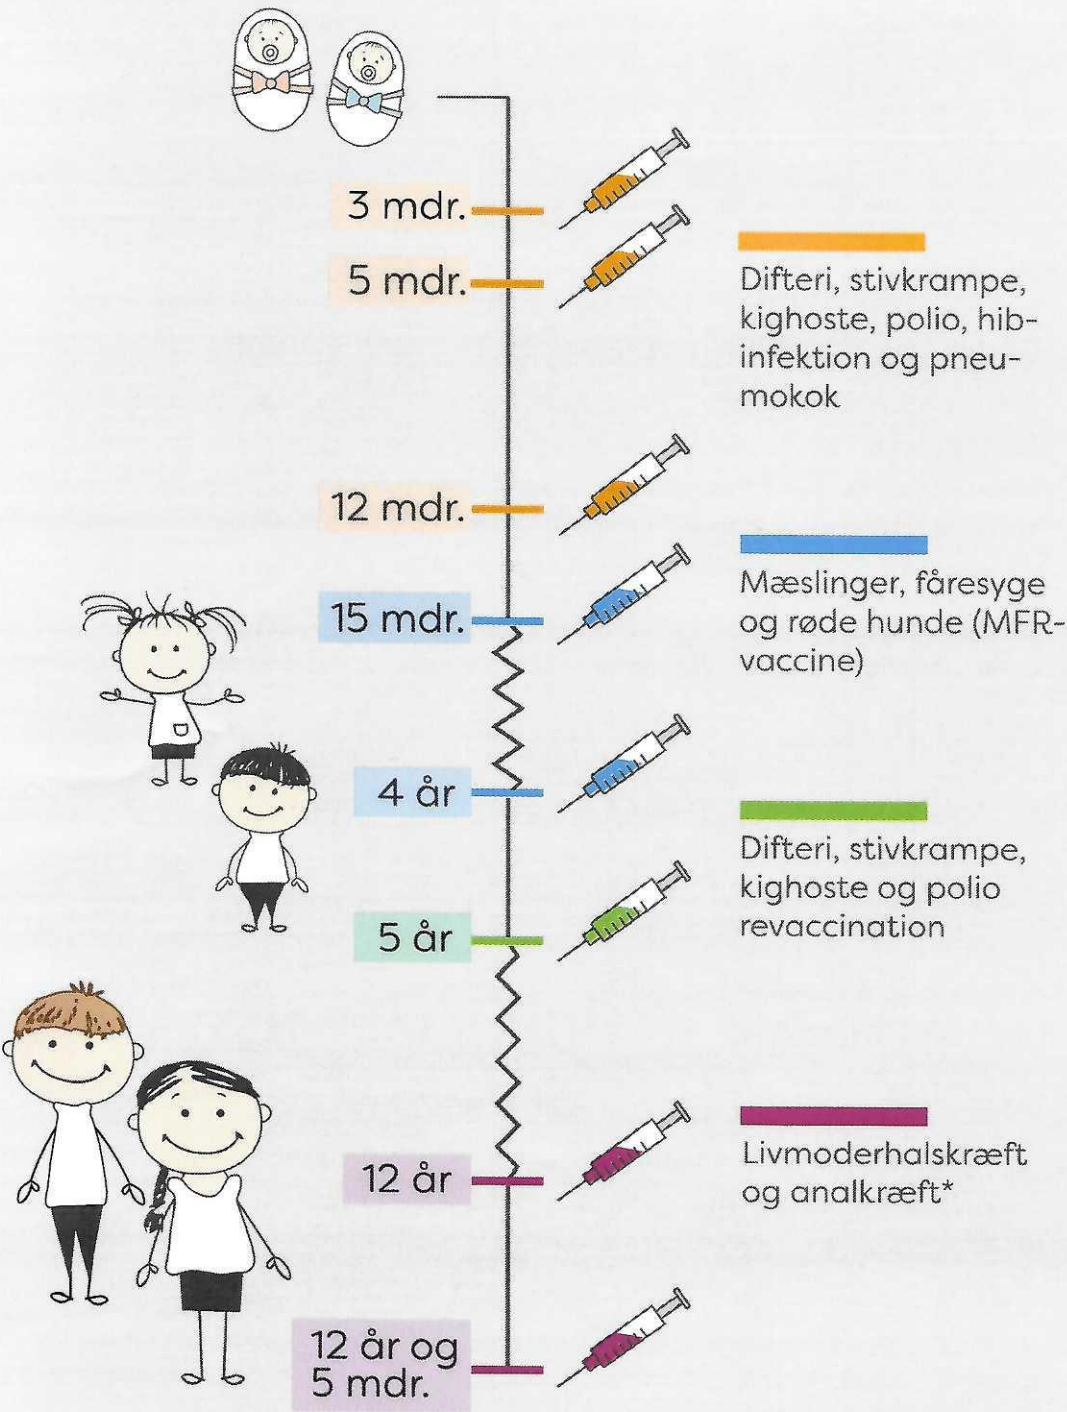 3 mdr.
5 mdr.
Difteri, stivkrampe,
kighoste, polio, hib-
infektion og pneu-
mokok
12 mdr.
15 mdr.
Mæslinger, fåresyge
og røde hunde (MFR-
vaccine)
4 år
Difteri, stivkrampe,
kighoste og polio
revaccination
5 år
12 år
Livmoderhalskræft
og analkræft*
12 år og
5 mdr.